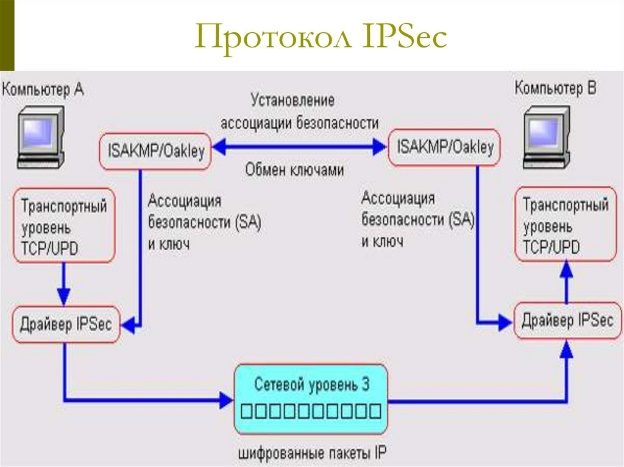 Протокол IPSec
Компьютер А
Компьютер В
Установление
ассоциации безопасности
ISAKMP/Oakley
ISAKMP/Oakley
Обмен ключами
Транспортный
уровень
TCP/UPD
Ассоциация
безопасности (SA)
и ключ
Ассоциация
безопасности (SA)
и ключ
Транспортный
уровень
TCP/UPD
Драйвер IPSec
Драйвер IPSec
Сетевой уровень 3
шифрованные пакеты IP